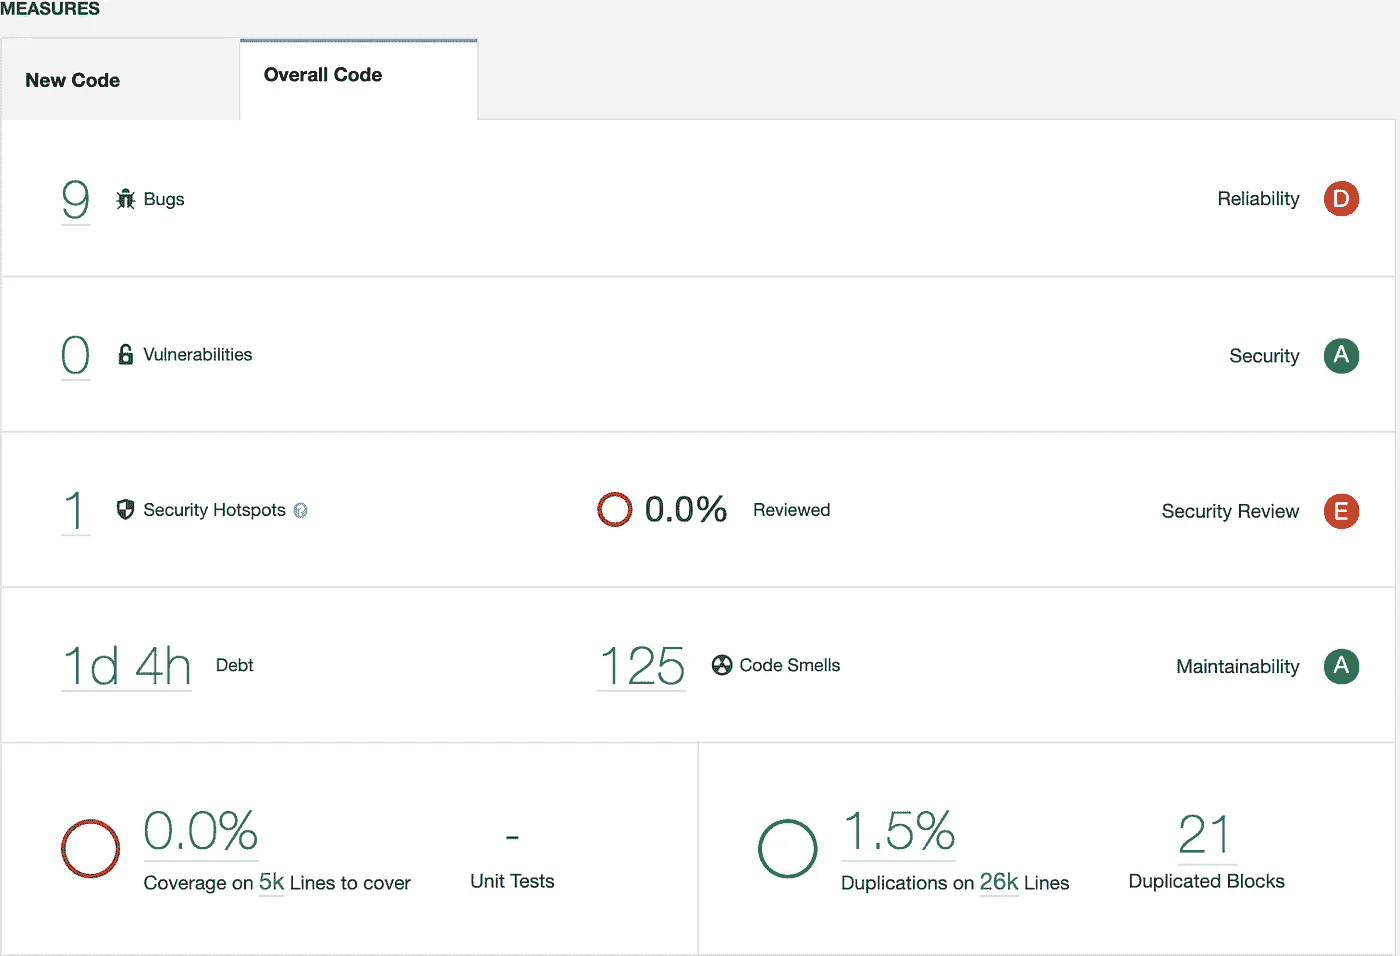 MEASURES
New Code
Overall Code
9 Bugs Reliability D
0 Vulnerabilities Security A
1 Security Hotspots ? 0.0% Reviewed Security Review E
1d 4h Debt 125 Code Smells Maintainability A
0.0% - 1.5% 21
Coverage on 5k Lines to cover Unit Tests Duplications on 26k Lines Duplicated Blocks